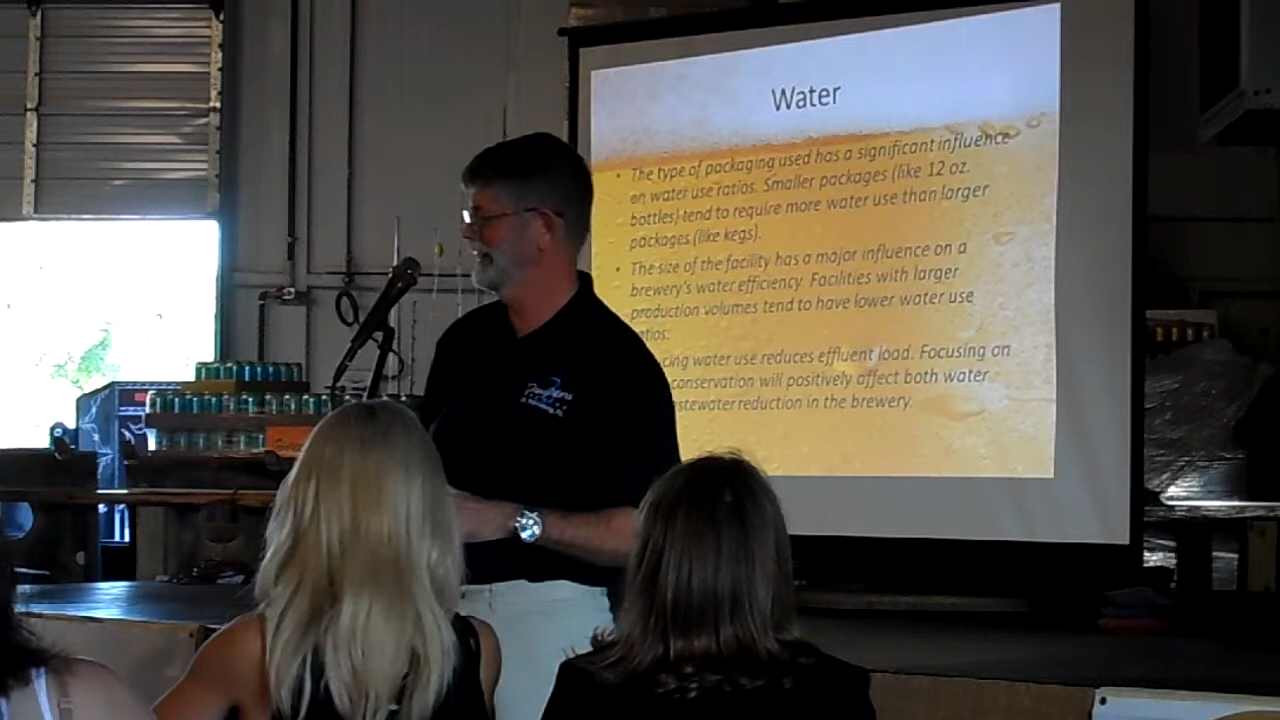 Water
• The type of packaging used has a significant influence
on water use ratios. Smaller packages (like 12 oz.
bottles) tend to require more water use than larger
packages (like kegs).
• The size of the facility has a major influence on a
brewery's water efficiency. Facilities with larger
production volumes tend to have lower water use
atios.
cing water use reduces effluent load. Focusing on
conservation will positively affect both water
stewater reduction in the brewery.